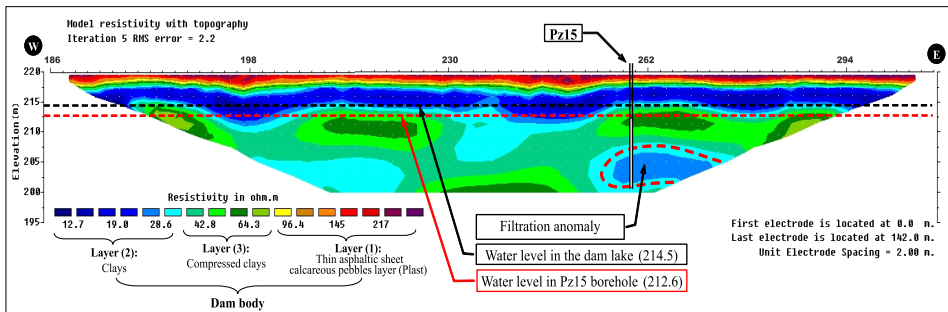 Model resistivity with topography
Iteration 5 RMS error = 2.2
Pz15
W
E
186 198 230 262 294
Elevation(m)
220
215
210
205
200
195
Resistivity in ohm.m
12.7 19.0 28.6 42.8 64.3 96.4 145 217
Layer (2):
Clays
Layer (3):
Compressed clays
Layer (1):
Thin asphaltic sheet
calcareous pebbles layer (Plast)
Dam body
Filtration anomaly
Water level in the dam lake (214.5)
Water level in Pz15 borehole (212.6)
First electrode is located at 0.0 m.
Last electrode is located at 142.0 m.
Unit Electrode Spacing = 2.00 m.